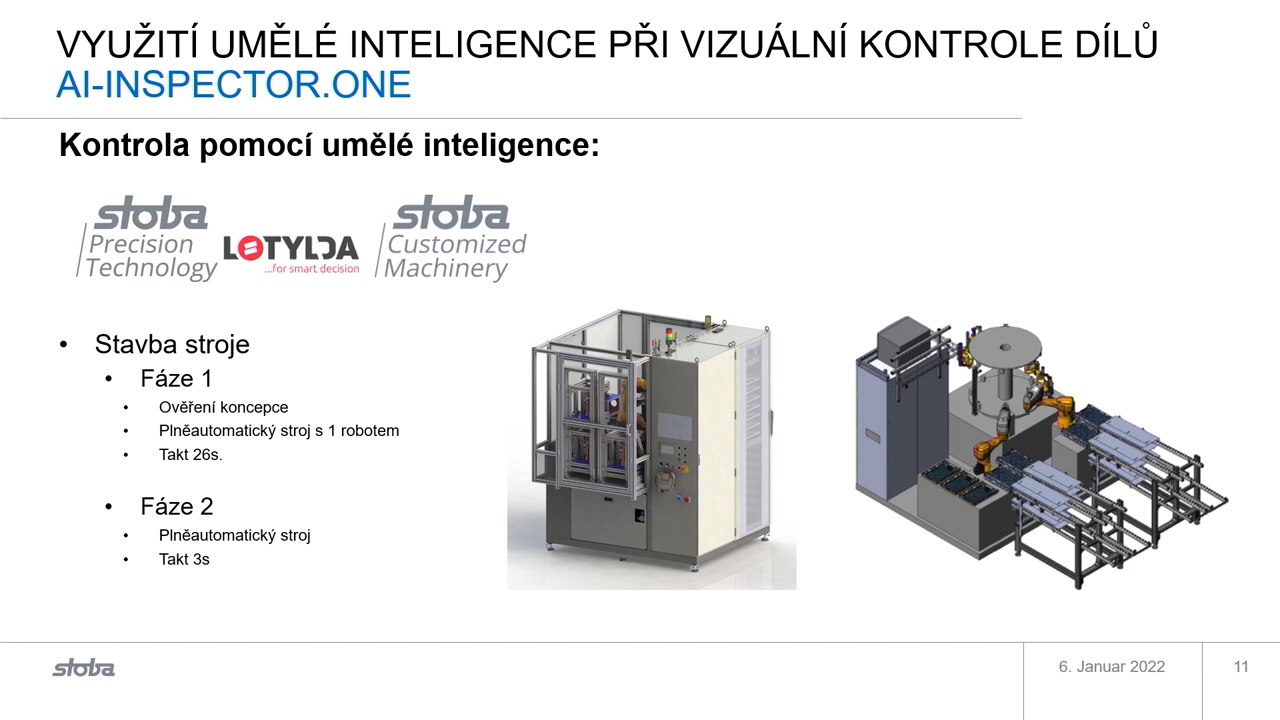 VYUŽITÍ UMĚLÉ INTELIGENCE PŘI VIZUÁLNÍ KONTROLE DÍLŮ
AI-INSPECTOR.ONE
Kontrola pomocí umělé inteligence:
stoba
Precision
Technology
LOTYLDA
...for smart decision
stoba
Customized
Machinery
• Stavba stroje
• Fáze 1
• Ověření koncepce
• Plněautomatický stroj s 1 robotem
• Takt 26s.
• Fáze 2
• Plněautomatický stroj
• Takt 3s
stoba
6. Januar 2022
11